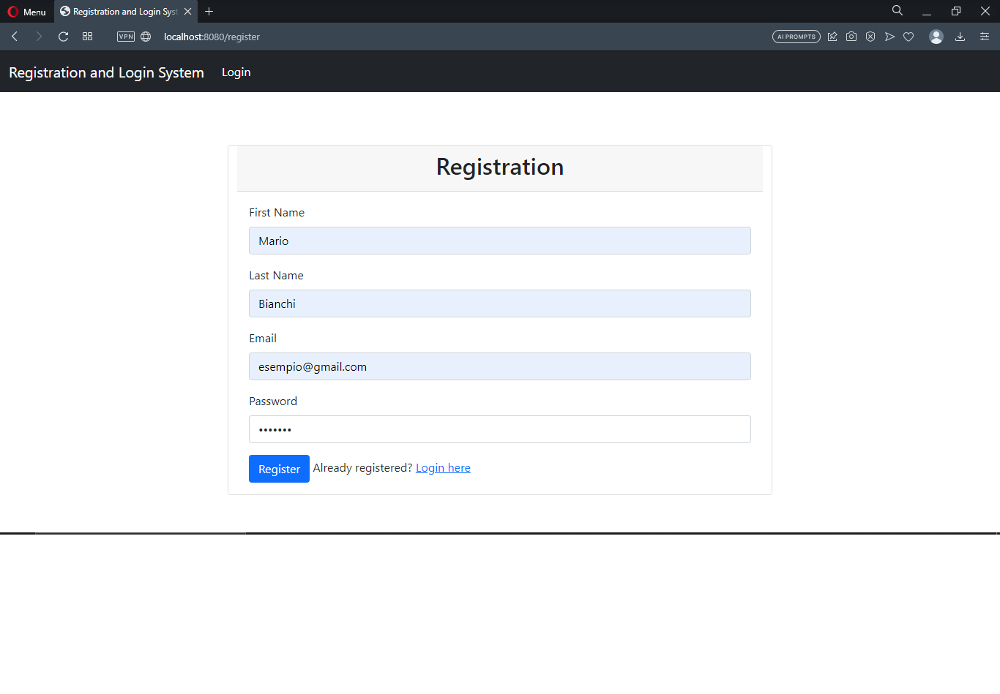 Menu
Registration and Login Syst
VPN
localhost:8080/register
AI PROMPTS
Registration and Login System Login
Registration
First Name
Mario
Last Name
Bianchi
Email
esempio@gmail.com
Password
•••••••
Register Already registered? Login here